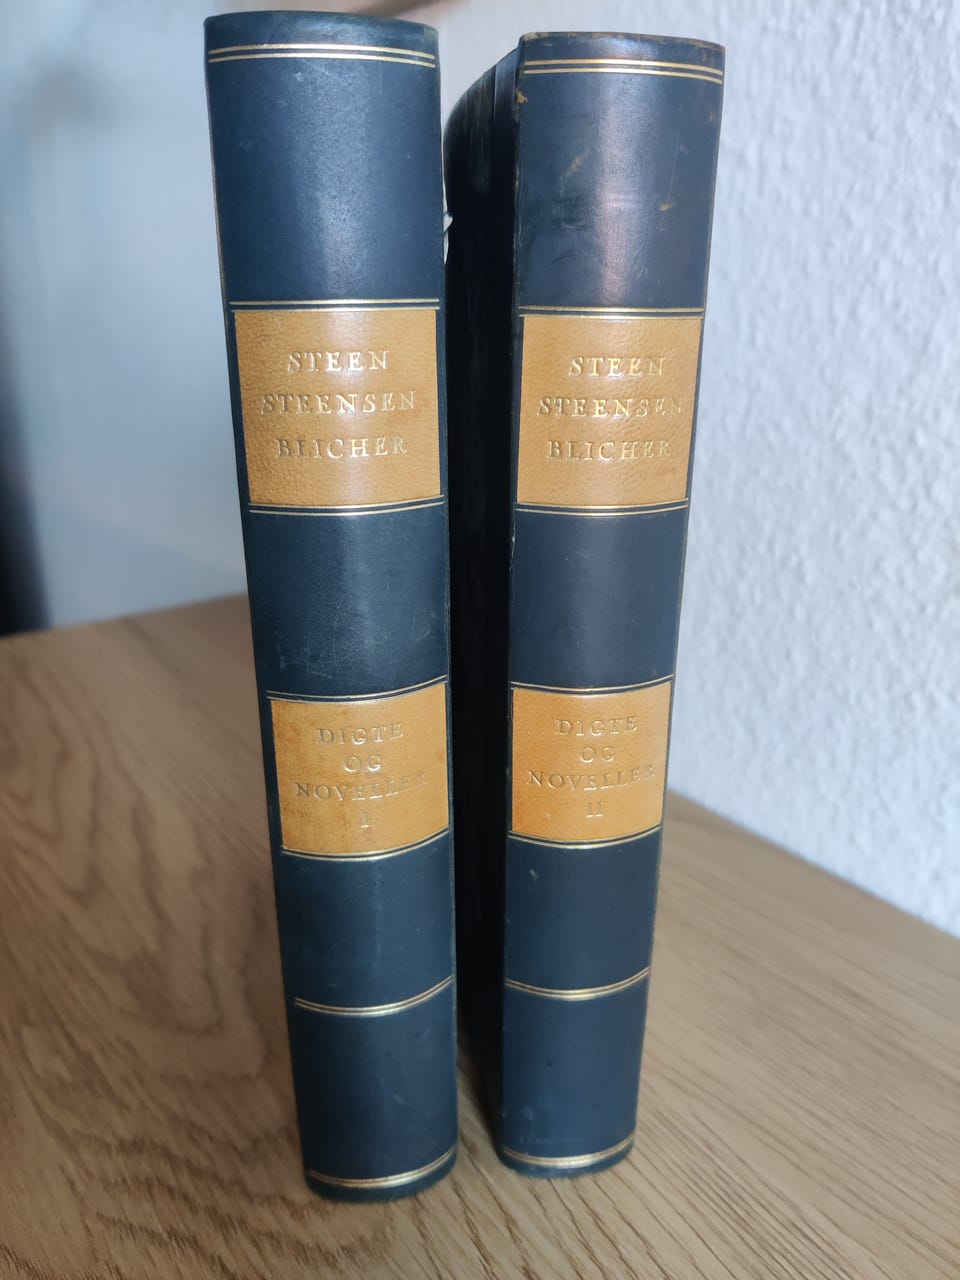 STEEN
STEENSEN
BLICHER
DIGTE
OG
NOVELLER
I
STEEN
STEENSEN
BLICHER
DIGTE
OG
NOVELLER
II